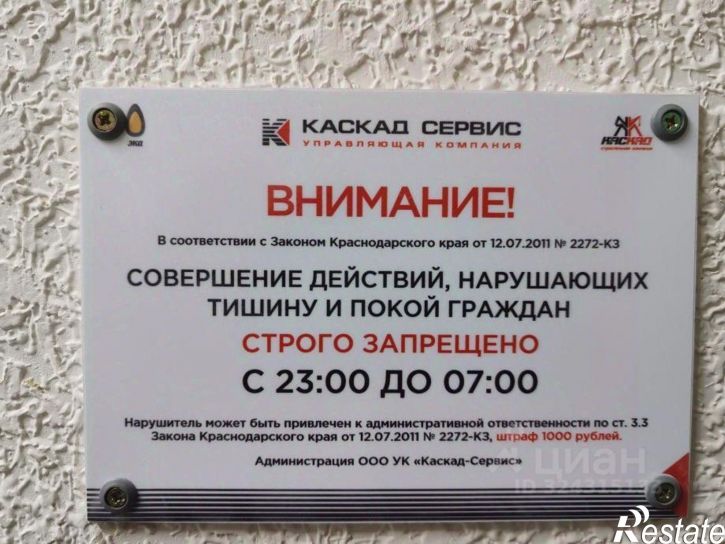 эка
КАСКАД СЕРВИС
УПРАВЛЯЮЩАЯ КОМПАНИЯ
КАСКАД
ВНИМАНИЕ!
В соответствии с Законом Краснодарского края от 12.07.2011 № 2272-КЗ
СОВЕРШЕНИЕ ДЕЙСТВИЙ, НАРУШАЮЩИХ
ТИШИНУ И ПОКОЙ ГРАЖДАН
СТРОГО ЗАПРЕЩЕНО
С 23:00 ДО 07:00
Нарушитель может быть привлечен к административной ответственности по ст. 3.3
Закона Краснодарского края от 12.07.2011 № 2272-КЗ, штраф 1000 рублей.
Администрация ООО УК «Каскад-Сервис»
циан
Restate